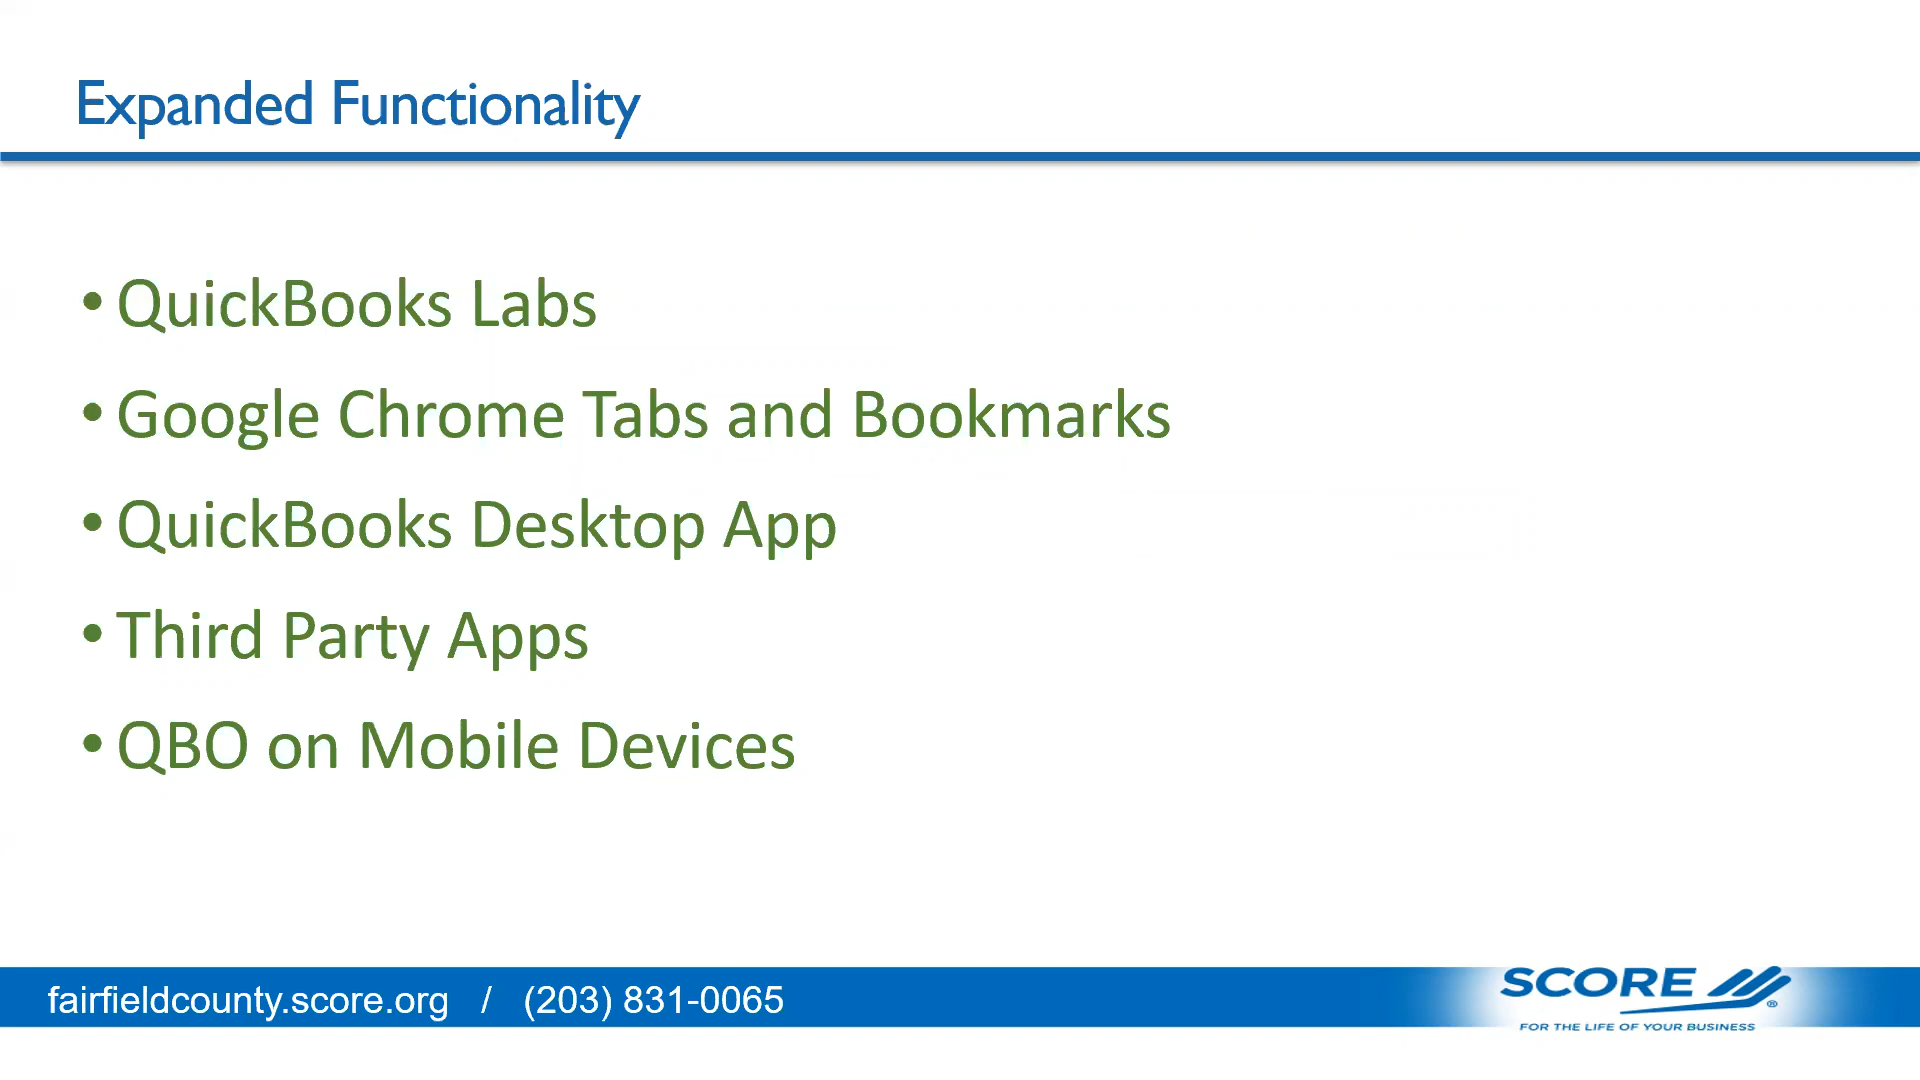 Expanded Functionality
• QuickBooks Labs
• Google Chrome Tabs and Bookmarks
• QuickBooks Desktop App
• Third Party Apps
• QBO on Mobile Devices
fairfieldcounty.score.org / (203) 831-0065
SCORE ®
FOR THE LIFE OF YOUR BUSINESS